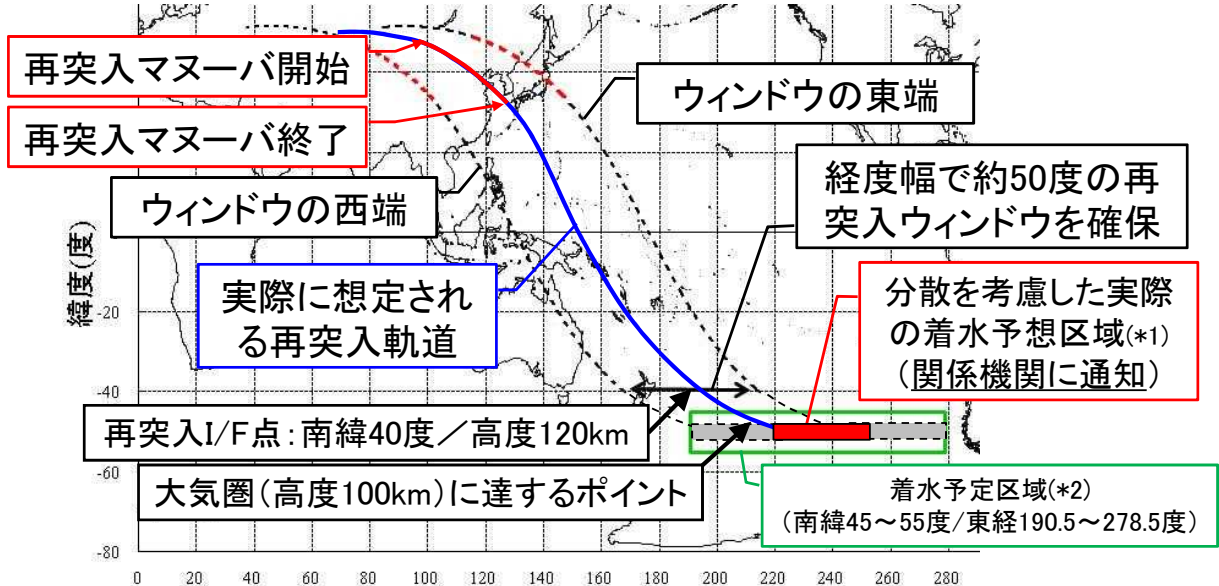 再突入マヌーバ開始
再突入マヌーバ終了
ウィンドウの東端
ウィンドウの西端
経度幅で約50度の再
突入ウィンドウを確保
実際に想定され
る再突入軌道
分散を考慮した実際
の着水予想区域(*1)
（関係機関に通知）
再突入I/F点：南緯40度／高度120km
大気圏（高度100km）に達するポイント
着水予定区域(*2)
（南緯45～55度/東経190.5～278.5度）
緯度(度)
-20
-40
-60
-80
0 20 40 60 80 100 120 140 160 180 200 220 240 260 280